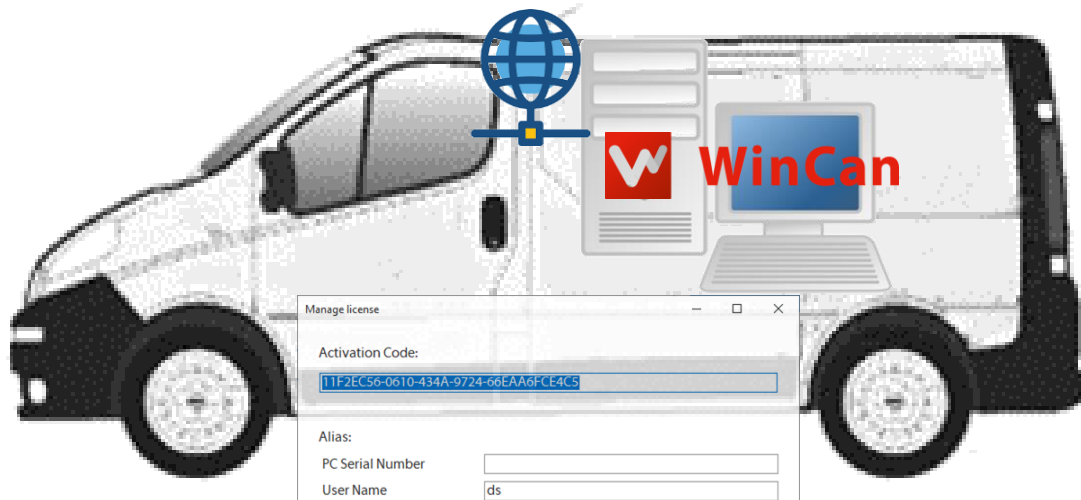 WinCan
Manage license
Activation Code:
11F2EC56-0610-434A-9724-66EAA6FCE4C5
Alias:
PC Serial Number
User Name
ds